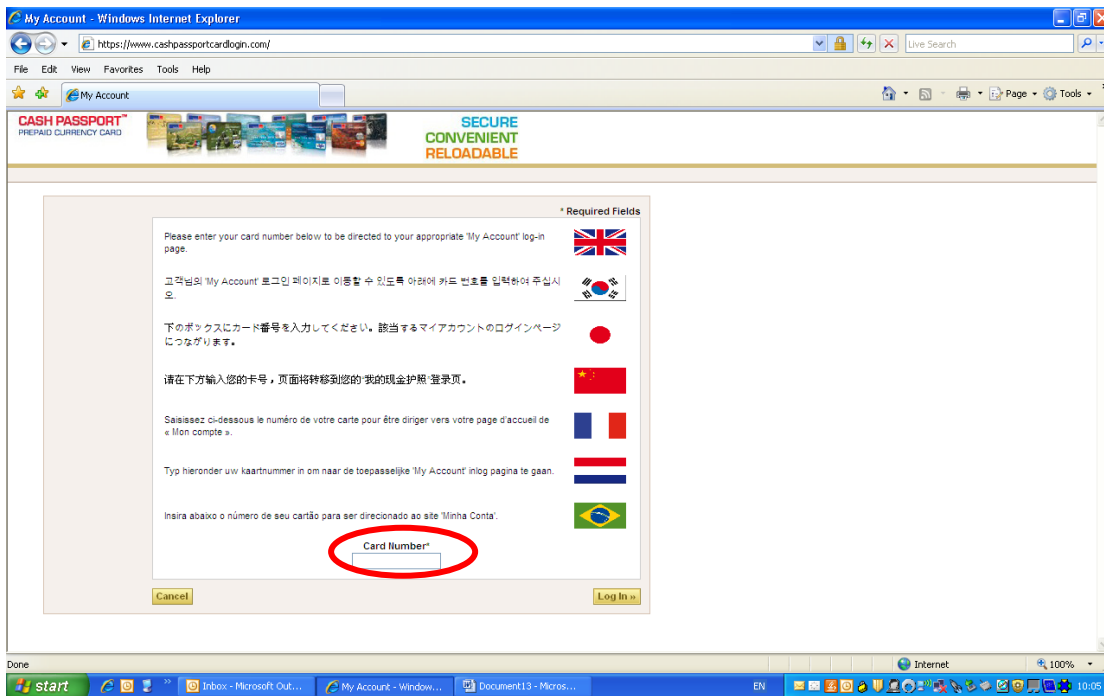 My Account - Windows Internet Explorer
https://www.cashpassportcardlogin.com/
Live Search
File Edit View Favorites Tools Help
My Account
Page Tools
CASH PASSPORT™
PREPAID CURRENCY CARD
SECURE
CONVENIENT
RELOADABLE
* Required Fields
Please enter your card number below to be directed to your appropriate 'My Account' log-in
page.
고객님의 'My Account' 로그인 페이지로 이동할 수 있도록 아래에 카드 번호를 입력하여 주십시
오.
下のボックスにカード番号を入力してください。該当するマイアカウントのログインページ
につながります。
请在下方输入您的卡号，页面将转移到您的"我的现金护照"登录页。
Saisissez ci-dessous le numéro de votre carte pour être diriger vers votre page d'accueil de
« Mon compte ».
Typ hieronder uw kaartnummer in om naar de toepasselijke 'My Account' inlog pagina te gaan.
Insira abaixo o número de seu cartão para ser direcionado ao site 'Minha Conta'.
Card Number*
Cancel
Log In »
Done
Internet
100%
start
Inbox - Microsoft Out...
My Account - Window...
Document13 - Micros...
EN
10:05